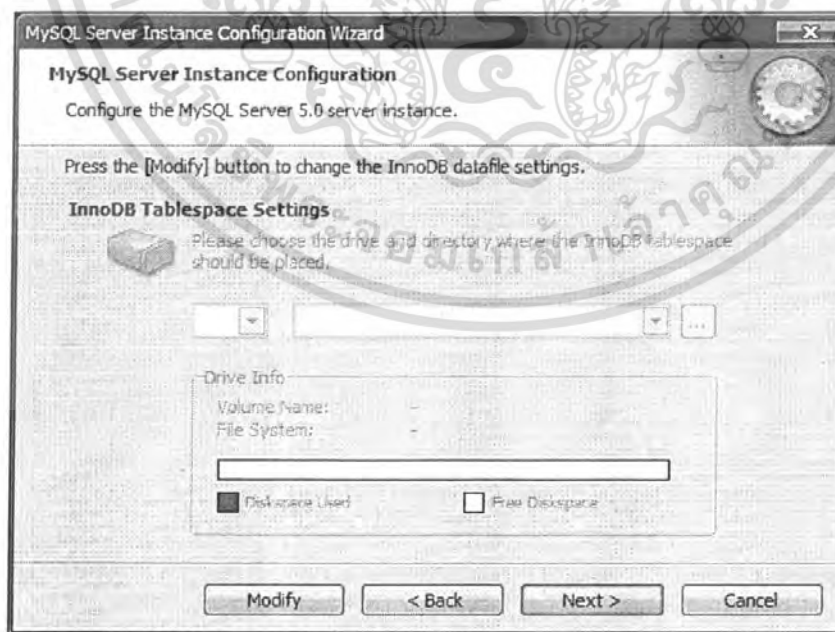 MySQL Server Instance Configuration Wizard
MySQL Server Instance Configuration
Configure the MySQL Server 5.0 server instance.
Press the [Modify] button to change the InnoDB datafile settings.
InnoDB Tablespace Settings
Please choose the drive and directory where the InnoDB tablespace
should be placed.
...
Drive Info
Volume Name: -
File System: -
Diskspace Used Free Diskspace
Modify < Back Next > Cancel